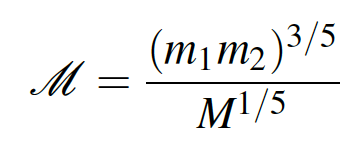 ℳ = (m₁m₂)^{3/5} / M^{1/5}